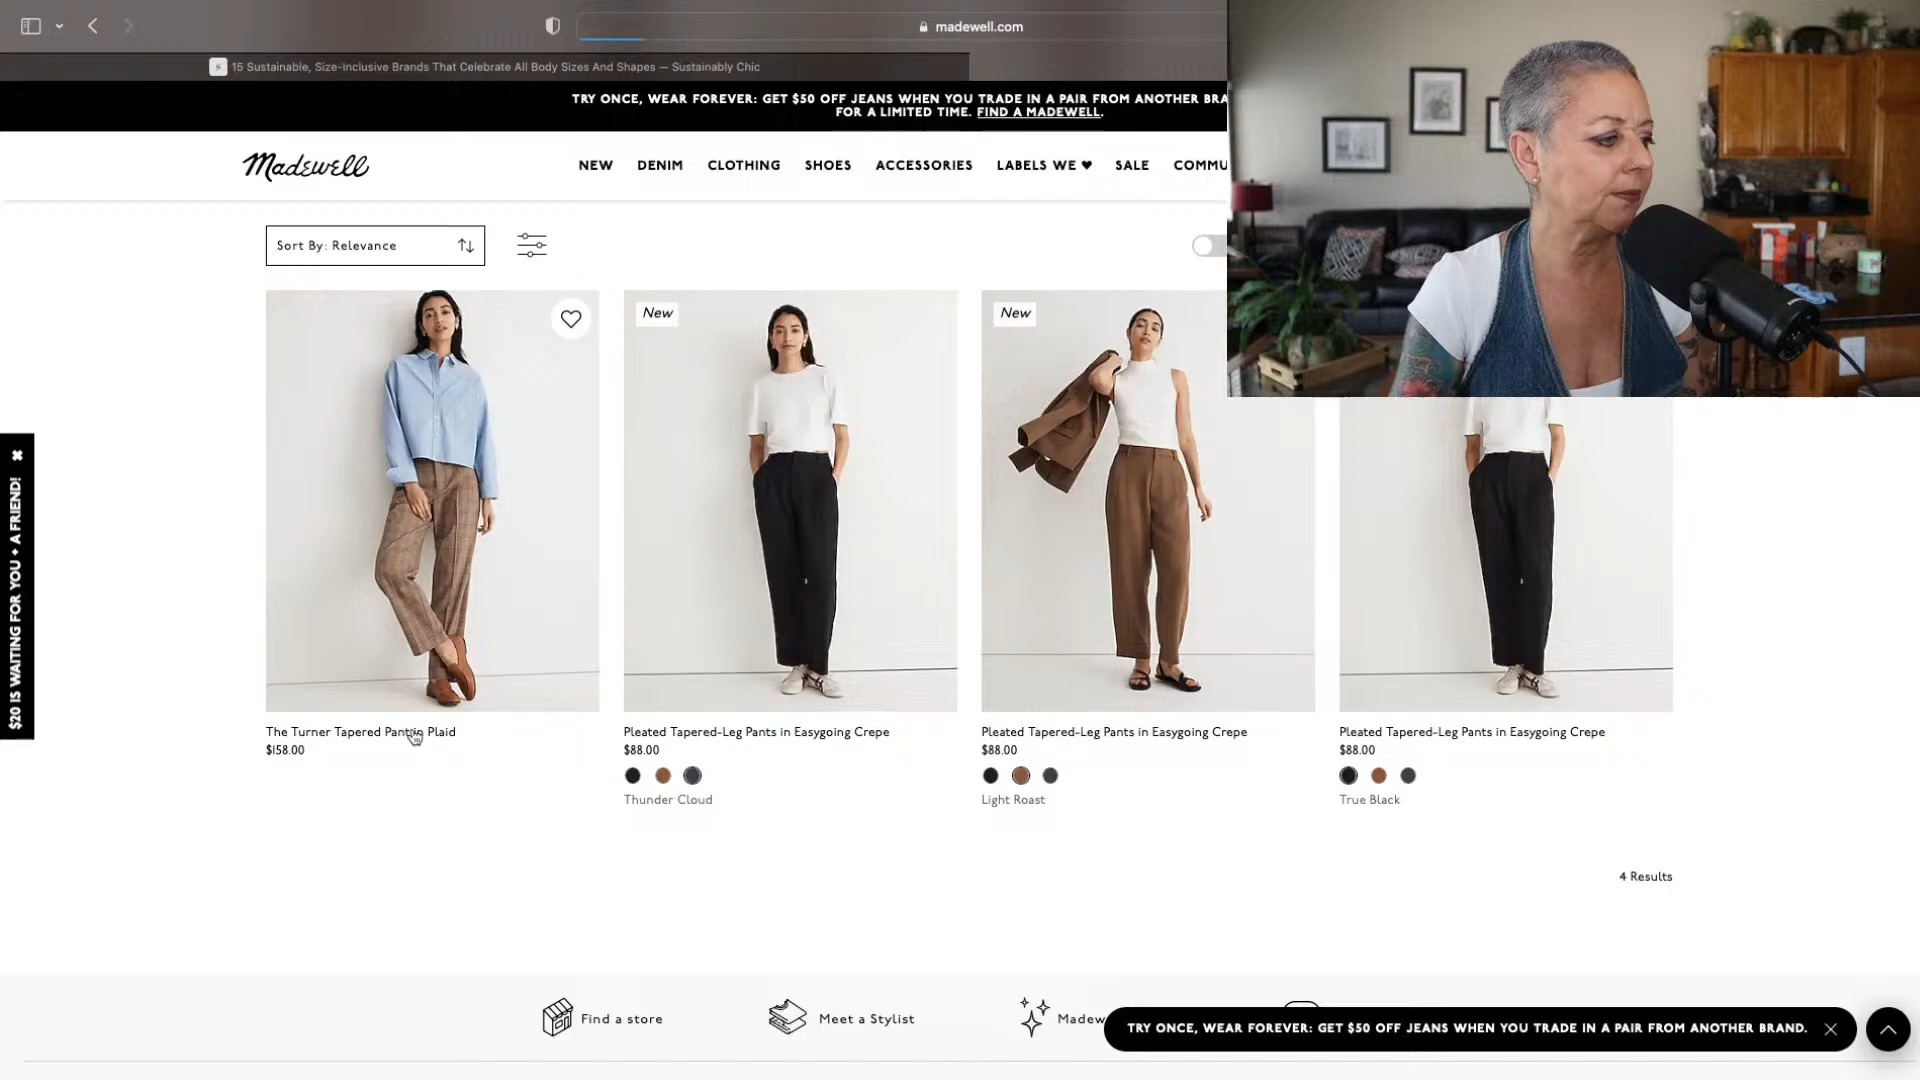 madewell.com
15 Sustainable, Size-Inclusive Brands That Celebrate All Body Sizes And Shapes — Sustainably Chic
TRY ONCE, WEAR FOREVER: GET $50 OFF JEANS WHEN YOU TRADE IN A PAIR FROM ANOTHER BRA
FOR A LIMITED TIME. FIND A MADEWELL.
Madewell
NEW DENIM CLOTHING SHOES ACCESSORIES LABELS WE ♥ SALE COMMU
Sort By: Relevance
New
New
$20 IS WAITING FOR YOU + A FRIEND!
The Turner Tapered Pant in Plaid
$158.00
Pleated Tapered-Leg Pants in Easygoing Crepe
$88.00
Thunder Cloud
Pleated Tapered-Leg Pants in Easygoing Crepe
$88.00
Light Roast
Pleated Tapered-Leg Pants in Easygoing Crepe
$88.00
True Black
4 Results
Find a store
Meet a Stylist
Madew
TRY ONCE, WEAR FOREVER: GET $50 OFF JEANS WHEN YOU TRADE IN A PAIR FROM ANOTHER BRAND.